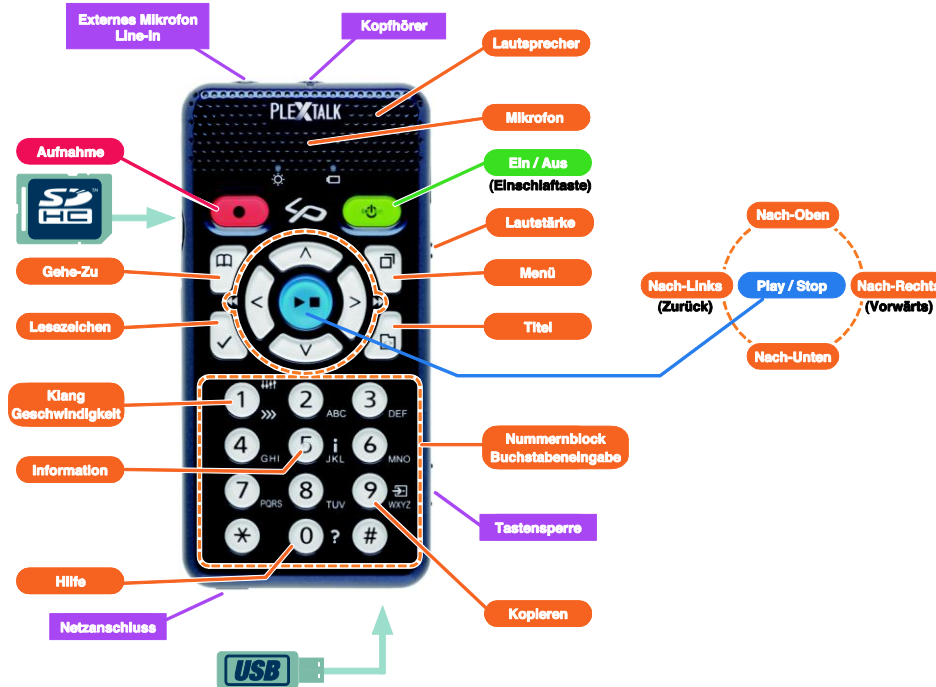 Externes Mikrofon
Line-In
Kopfhörer
Lautsprecher
PLEXTALK
Mikrofon
Aufnahme
Ein / Aus
(Einschlaftaste)
SD™
HC
Lautstärke
Nach-Oben
Gehe-Zu
Menü
Nach-Links
(Zurück)
Play / Stop
Nach-Rechts
(Vorwärts)
Lesezeichen
Titel
Nach-Unten
Klang
Geschwindigkeit
1
2 ABC
3 DEF
Nummernblock
Buchstabeneingabe
4 GHI
5 i JKL
6 MNO
Information
7 PQRS
8 TUV
9 WXYZ
Tastensperre
* 0 ? #
Hilfe
Kopieren
Netzanschluss
USB